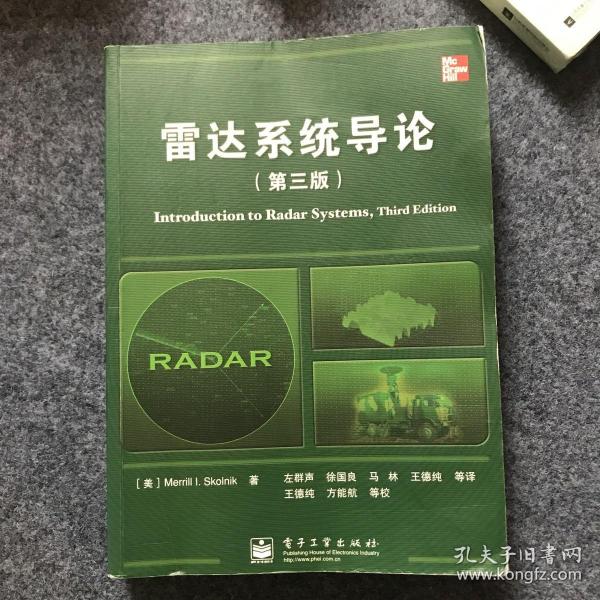 Mc
Graw
Hill
雷达系统导论
(第三版)
Introduction to Radar Systems, Third Edition
RADAR
[美] Merrill I. Skolnik 著
左群声 徐国良 马 林 王德纯 等译
王德纯 方能航 等校
电子工业出版社
Publishing House of Electronics Industry
http://www.phei.com.cn
孔夫子旧书网
www.kongfz.com